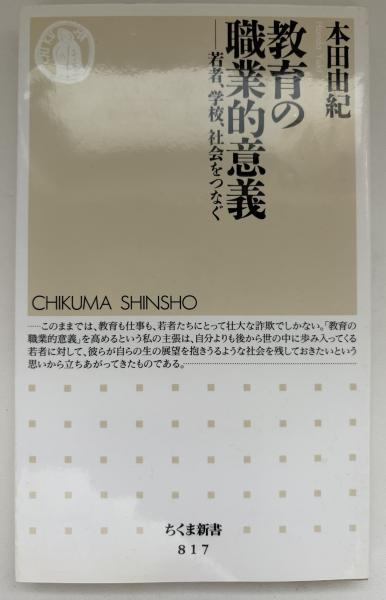 本田由紀
Honda Yuki
教育の
職業的意義
──若者、学校、社会をつなぐ
CHIKUMA SHINSHO
……このままでは、教育も仕事も、若者たちにとって壮大な詐欺でしかない。「教育の
職業的意義」を高めるという私の主張は、自分よりも後から世の中に歩み入ってくる
若者に対して、彼らが自らの生の展望を抱きうるような社会を残しておきたいという
思いから立ちあがってきたものである。……
ちくま新書
817